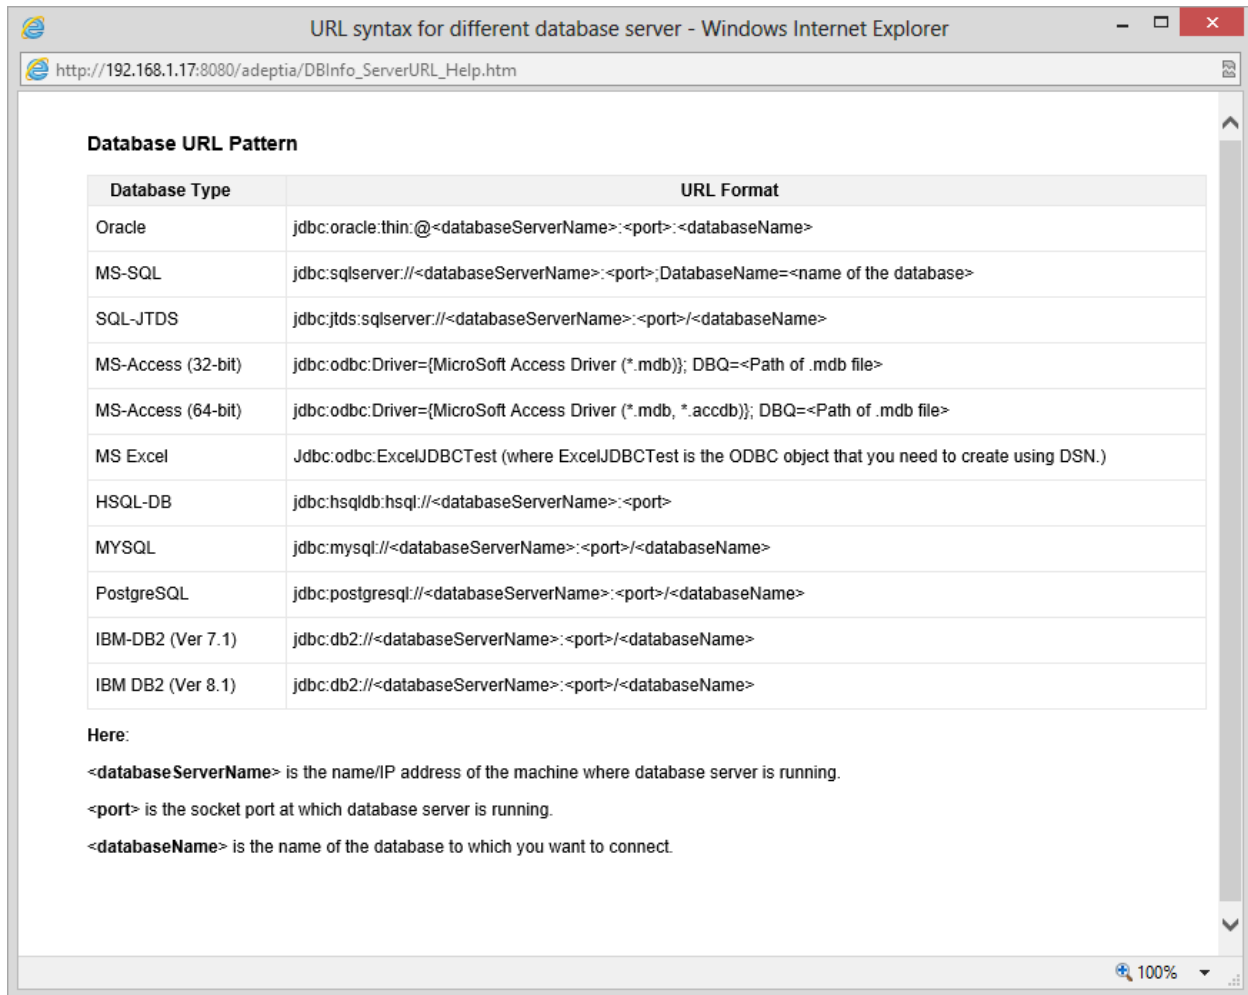 URL syntax for different database server - Windows Internet Explorer
http://192.168.1.17:8080/adeptia/DBInfo_ServerURL_Help.htm
Database URL Pattern
Database Type URL Format
Oracle jdbc:oracle:thin:@<databaseServerName>:<port>:<databaseName>
MS-SQL jdbc:sqlserver://<databaseServerName>:<port>;DatabaseName=<name of the database>
SQL-JTDS jdbc:jtds:sqlserver://<databaseServerName>:<port>/<databaseName>
MS-Access (32-bit) jdbc:odbc:Driver={MicroSoft Access Driver (*.mdb)}; DBQ=<Path of .mdb file>
MS-Access (64-bit) jdbc:odbc:Driver={MicroSoft Access Driver (*.mdb, *.accdb)}; DBQ=<Path of .mdb file>
MS Excel Jdbc:odbc:ExcelJDBCTest (where ExcelJDBCTest is the ODBC object that you need to create using DSN.)
HSQL-DB jdbc:hsqldb:hsql://<databaseServerName>:<port>
MYSQL jdbc:mysql://<databaseServerName>:<port>/<databaseName>
PostgreSQL jdbc:postgresql://<databaseServerName>:<port>/<databaseName>
IBM-DB2 (Ver 7.1) jdbc:db2://<databaseServerName>:<port>/<databaseName>
IBM DB2 (Ver 8.1) jdbc:db2://<databaseServerName>:<port>/<databaseName>
Here:
<databaseServerName> is the name/IP address of the machine where database server is running.
<port> is the socket port at which database server is running.
<databaseName> is the name of the database to which you want to connect.
100%